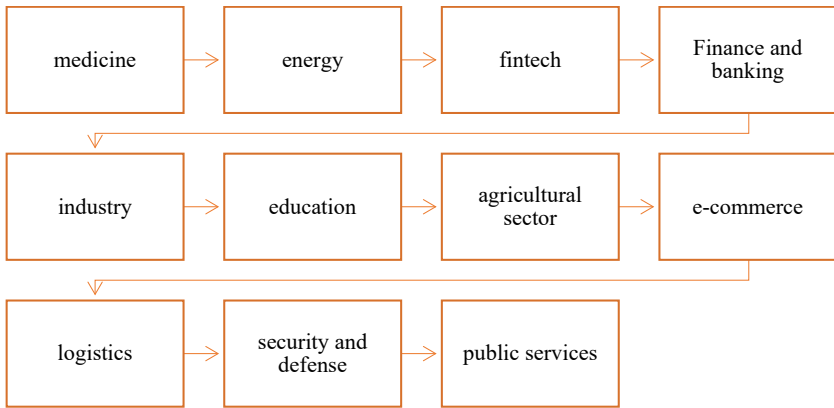 medicine
energy
fintech
Finance and
banking
industry
education
agricultural
sector
e-commerce
logistics
security and
defense
public services